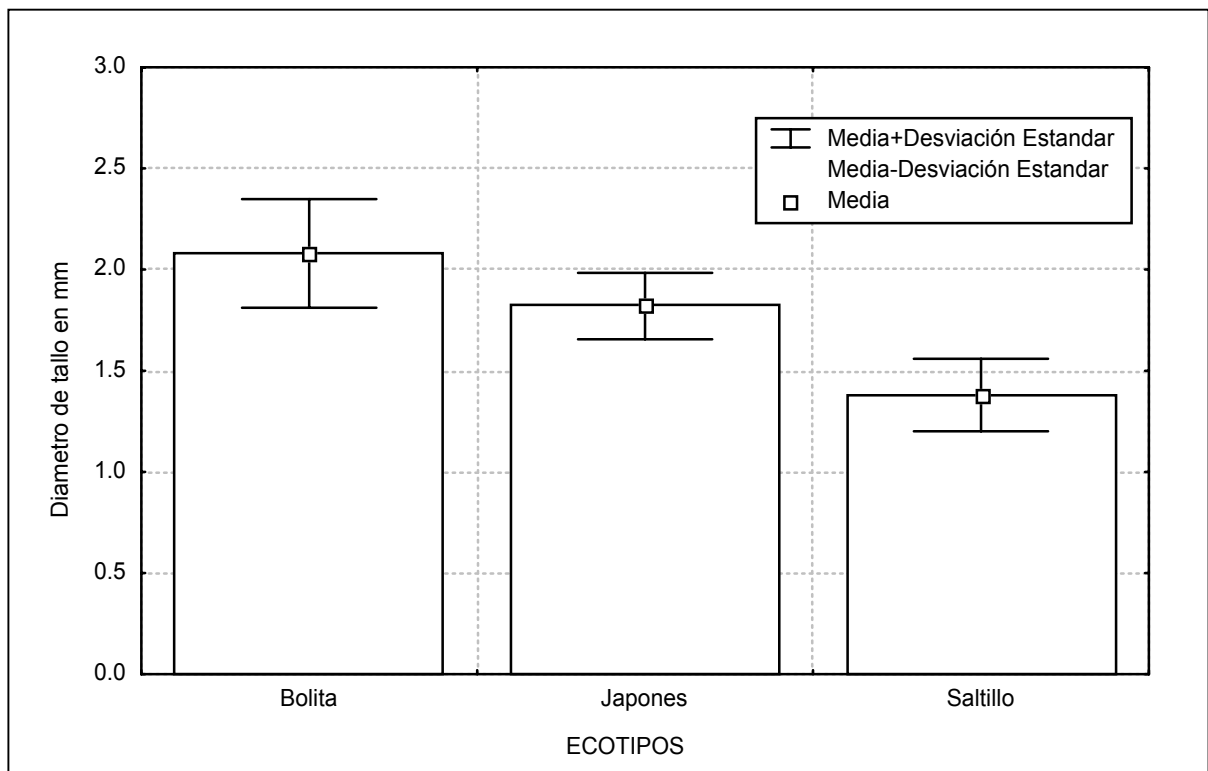 3.0
2.5
2.0
1.5
1.0
0.5
0.0
Diametro de tallo en mm
Media+Desviación Estandar
Media-Desviación Estandar
Media
Bolita
Japones
Saltillo
ECOTIPOS